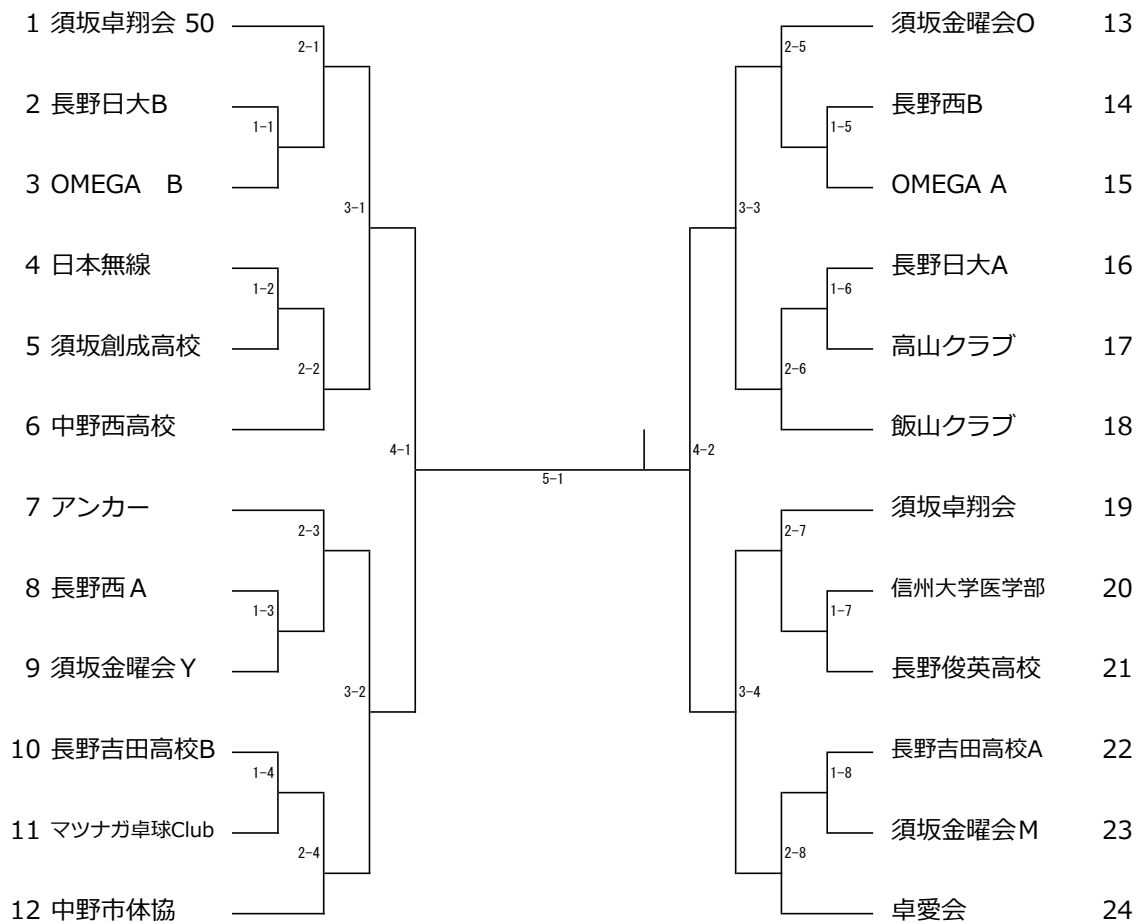 1 須坂卓翔会 50
2-1
2 長野日大B
1-1
3 OMEGA　B
3-1
4 日本無線
1-2
5 須坂創成高校
2-2
6 中野西高校
4-1
7 アンカー
2-3
8 長野西A
1-3
9 須坂金曜会Y
3-2
10 長野吉田高校B
1-4
11 マツナガ卓球Club
2-4
12 中野市体協
5-1
須坂金曜会O 13
2-5
長野西B 14
1-5
OMEGA A 15
3-3
長野日大A 16
1-6
高山クラブ 17
2-6
飯山クラブ 18
4-2
須坂卓翔会 19
2-7
信州大学医学部 20
1-7
長野俊英高校 21
3-4
長野吉田高校A 22
1-8
須坂金曜会M 23
2-8
卓愛会 24